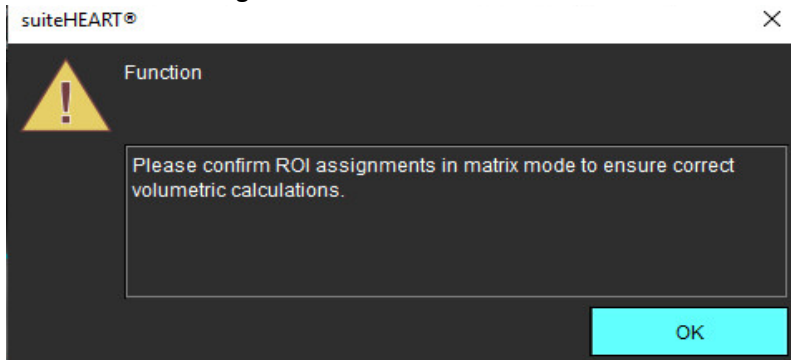 suiteHEART®
Function
Please confirm ROI assignments in matrix mode to ensure correct
volumetric calculations.
OK